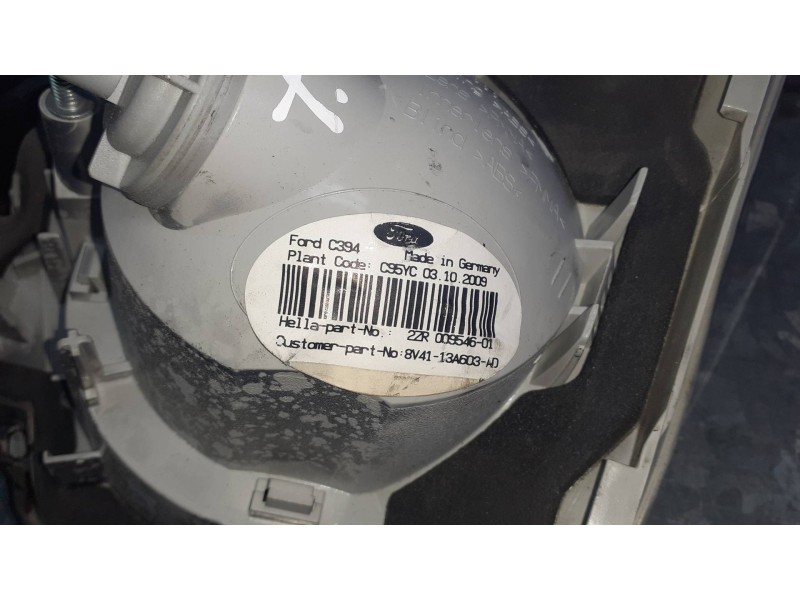 X.
Ford
Ford C394
Made in Germany
Plant Code: C95YC 03.10.2009
Hella-part-No.: 2ZR 009546-01
Customer-part-No:8V41-13A603-AD